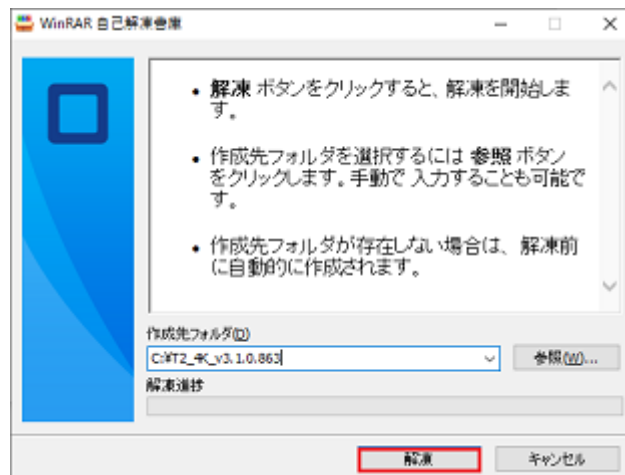 WinRAR 自己解凍書庫
• 解凍 ボタンをクリックすると、解凍を開始しま
す。
• 作成先フォルダを選択するには 参照 ボタン
をクリックします。手動で 入力することも可能で
す。
• 作成先フォルダが存在しない場合は、 解凍前
に自動的に作成されます。
作成先フォルダ(D)
C:¥T2_4K_v3.1.0.863
参照(W)...
解凍進捗
解凍
キャンセル